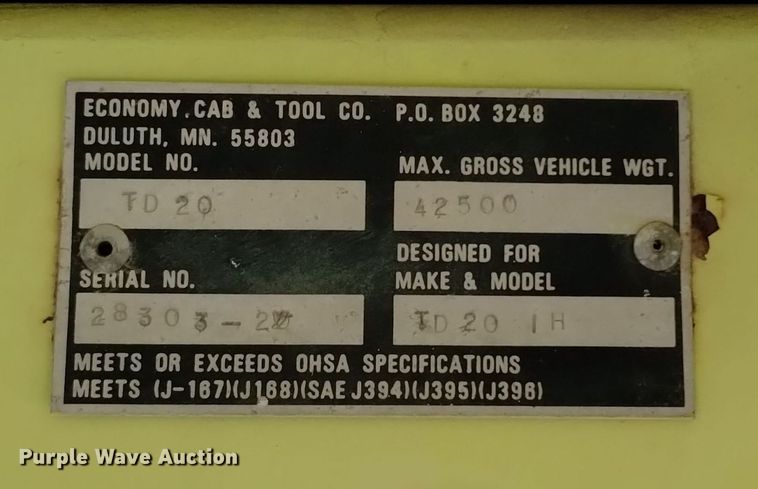 ECONOMY CAB & TOOL CO. P.O. BOX 3248
DULUTH, MN. 55803
MODEL NO.
TD 20
MAX. GROSS VEHICLE WGT.
42500
SERIAL NO.
28303-
DESIGNED FOR
MAKE & MODEL
TD 20 IH
MEETS OR EXCEEDS OHSA SPECIFICATIONS
MEETS (J-167)(J168)(SAE J394)(J395)(J396)
Purple Wave Auction